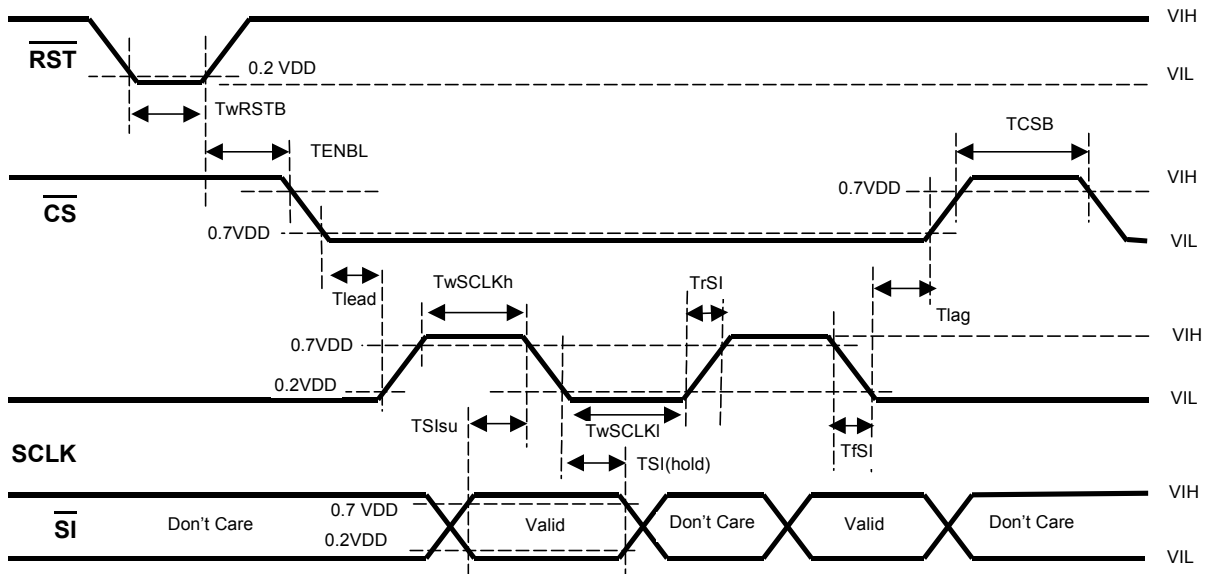 VIH
RST
0.2 VDD
VIL
TwRSTB
TCSB
TENBL
VIH
0.7VDD
CS
0.7VDD
VIL
TwSCLKh
TrSI
Tlead
Tlag
VIH
0.7VDD
0.2VDD
VIL
TSIsu
TwSCLKl
TfSI
SCLK
TSI(hold)
VIH
0.7 VDD
SI
Don't Care
Valid
Don't Care
Valid
Don't Care
0.2VDD
VIL